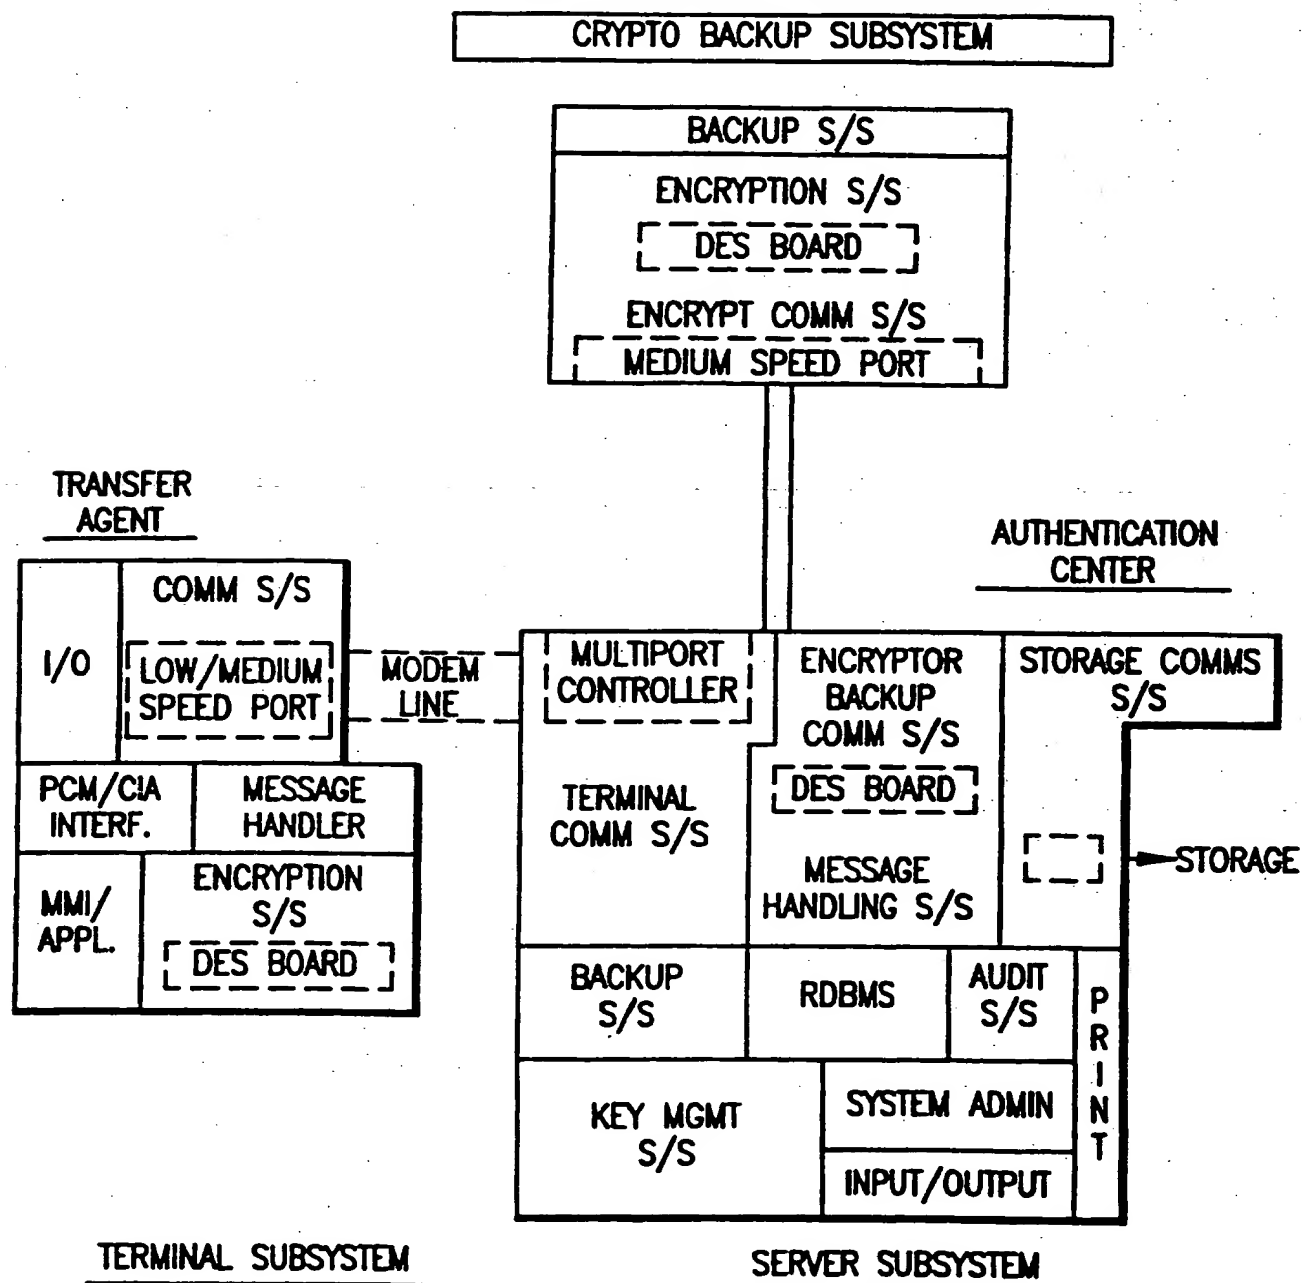 CRYPTO BACKUP SUBSYSTEM
BACKUP S/S
ENCRYPTION S/S
DES BOARD
ENCRYPT COMM S/S
MEDIUM SPEED PORT
TRANSFER
AGENT
I/O
COMM S/S
LOW/MEDIUM
SPEED PORT
PCM/CIA
INTERF.
MESSAGE
HANDLER
MMI/
APPL.
ENCRYPTION
S/S
DES BOARD
TERMINAL SUBSYSTEM
MODEM
LINE
AUTHENTICATION
CENTER
MULTIPORT
CONTROLLER
TERMINAL
COMM S/S
ENCRYPTOR
BACKUP
COMM S/S
DES BOARD
MESSAGE
HANDLING S/S
STORAGE COMMS
S/S
STORAGE
BACKUP
S/S
RDBMS
AUDIT
S/S
PRINT
KEY MGMT
S/S
SYSTEM ADMIN
INPUT/OUTPUT
SERVER SUBSYSTEM